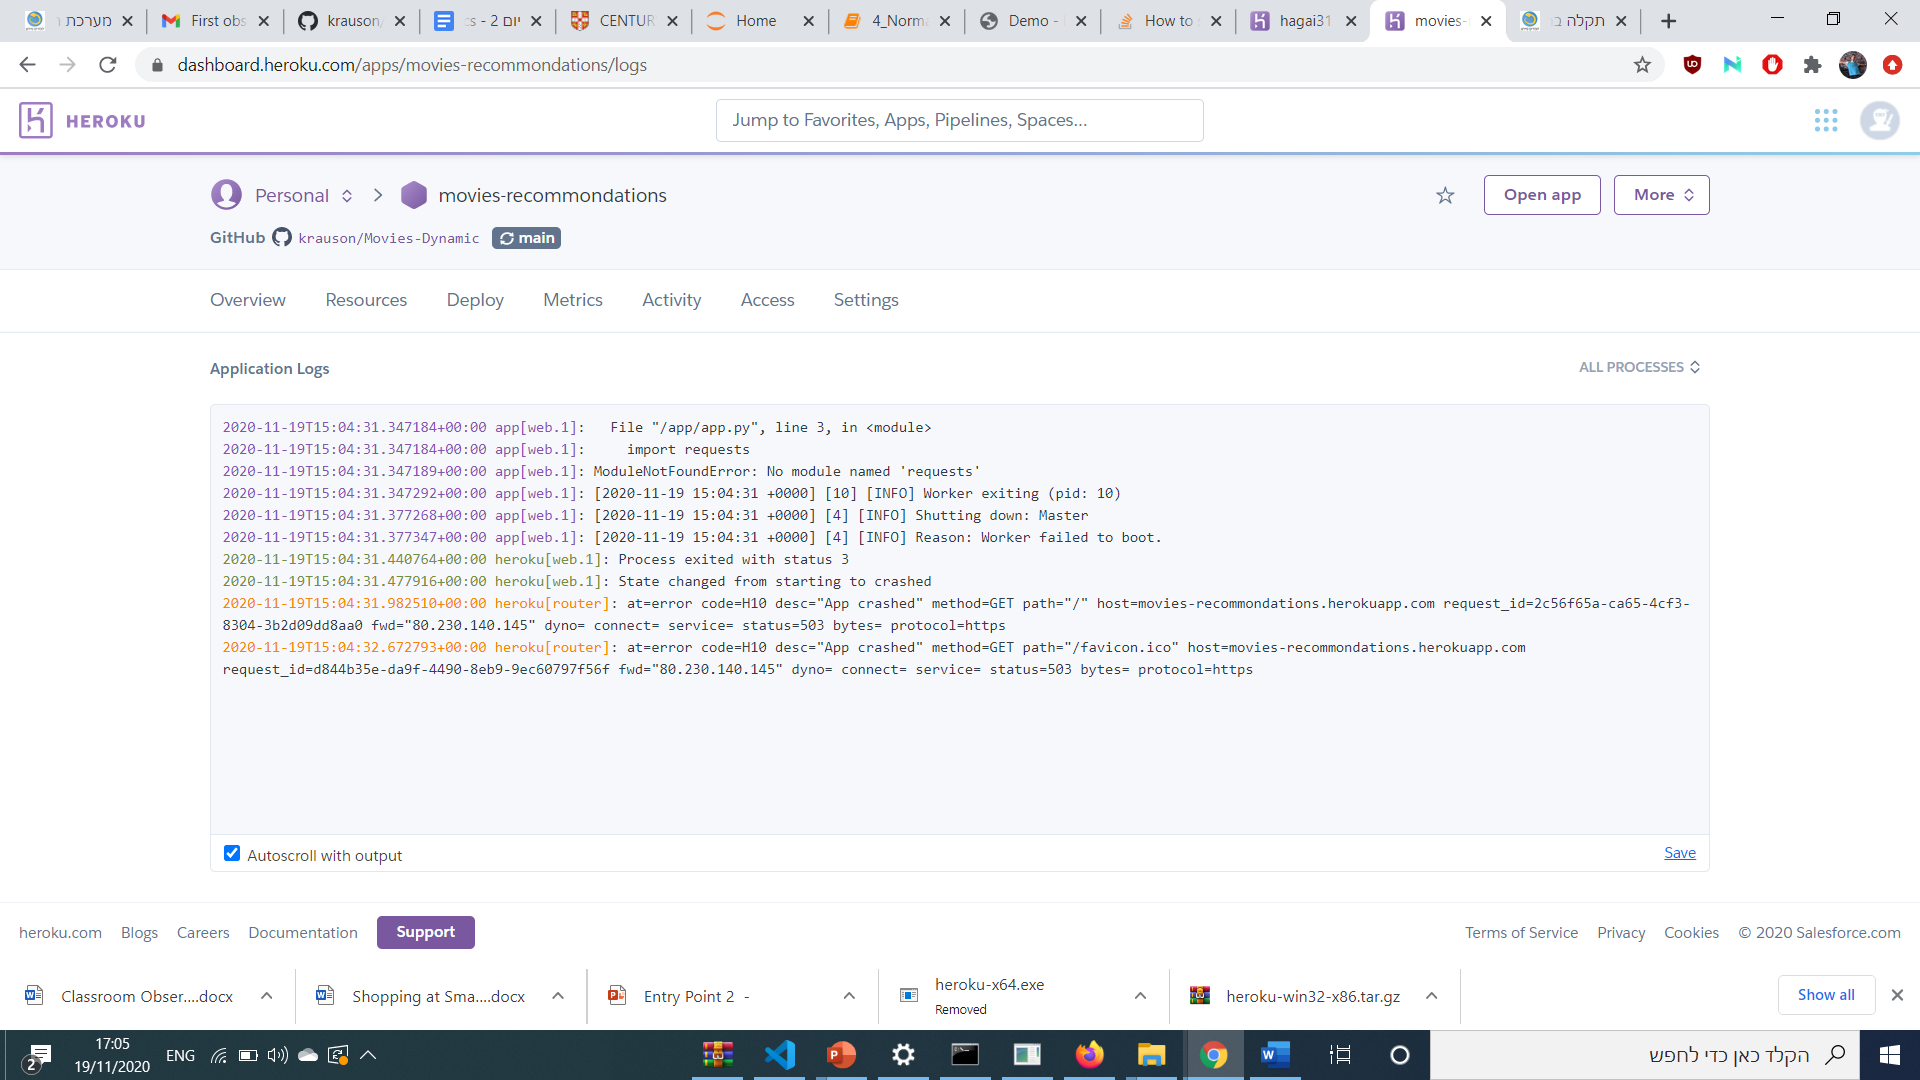 מערכת
First obs
krauson/
cs - יום 2
CENTUR
Home
4_Norma
Demo -
How to s
hagai31
movies-
תקלה ב
dashboard.heroku.com/apps/movies-recommondations/logs
HEROKU
Jump to Favorites, Apps, Pipelines, Spaces...
Personal
movies-recommondations
Open app
More
GitHub krauson/Movies-Dynamic main
Overview Resources Deploy Metrics Activity Access Settings
Application Logs
ALL PROCESSES
2020-11-19T15:04:31.347184+00:00 app[web.1]:   File "/app/app.py", line 3, in <module>
2020-11-19T15:04:31.347184+00:00 app[web.1]:     import requests
2020-11-19T15:04:31.347189+00:00 app[web.1]: ModuleNotFoundError: No module named 'requests'
2020-11-19T15:04:31.347292+00:00 app[web.1]: [2020-11-19 15:04:31 +0000] [10] [INFO] Worker exiting (pid: 10)
2020-11-19T15:04:31.377268+00:00 app[web.1]: [2020-11-19 15:04:31 +0000] [4] [INFO] Shutting down: Master
2020-11-19T15:04:31.377347+00:00 app[web.1]: [2020-11-19 15:04:31 +0000] [4] [INFO] Reason: Worker failed to boot.
2020-11-19T15:04:31.440764+00:00 heroku[web.1]: Process exited with status 3
2020-11-19T15:04:31.477916+00:00 heroku[web.1]: State changed from starting to crashed
2020-11-19T15:04:31.982510+00:00 heroku[router]: at=error code=H10 desc="App crashed" method=GET path="/" host=movies-recommondations.herokuapp.com request_id=2c56f65a-ca65-4cf3-
8304-3b2d09dd8aa0 fwd="80.230.140.145" dyno= connect= service= status=503 bytes= protocol=https
2020-11-19T15:04:32.672793+00:00 heroku[router]: at=error code=H10 desc="App crashed" method=GET path="/favicon.ico" host=movies-recommondations.herokuapp.com
request_id=d844b35e-da9f-4490-8eb9-9ec60797f56f fwd="80.230.140.145" dyno= connect= service= status=503 bytes= protocol=https
Autoscroll with output
Save
heroku.com Blogs Careers Documentation Support
Terms of Service Privacy Cookies © 2020 Salesforce.com
Classroom Obser....docx
Shopping at Sma....docx
Entry Point 2 -
heroku-x64.exe
Removed
heroku-win32-x86.tar.gz
Show all
2
17:05
19/11/2020
ENG
הקלד כאן כדי לחפש